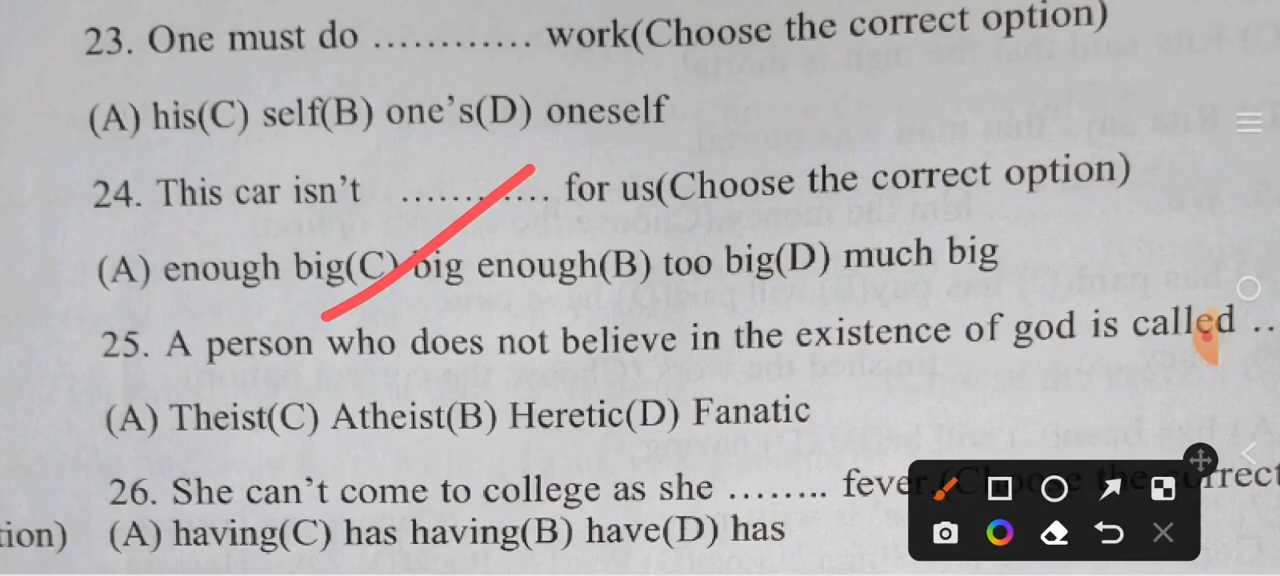 23. One must do ............ work(Choose the correct option)
(A) his(C) self(B) one's(D) oneself
24. This car isn't ............ for us(Choose the correct option)
(A) enough big(C) big enough(B) too big(D) much big
25. A person who does not believe in the existence of god is called ..
(A) Theist(C) Atheist(B) Heretic(D) Fanatic
26. She can't come to college as she ........ fever.(Choose the correct
tion) (A) having(C) has having(B) have(D) has